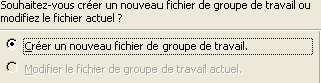 Souhaitez-vous créer un nouveau fichier de groupe de travail ou
modifiez le fichier actuel ?
Créer un nouveau fichier de groupe de travail.
Modifier le fichier de groupe de travail actuel.